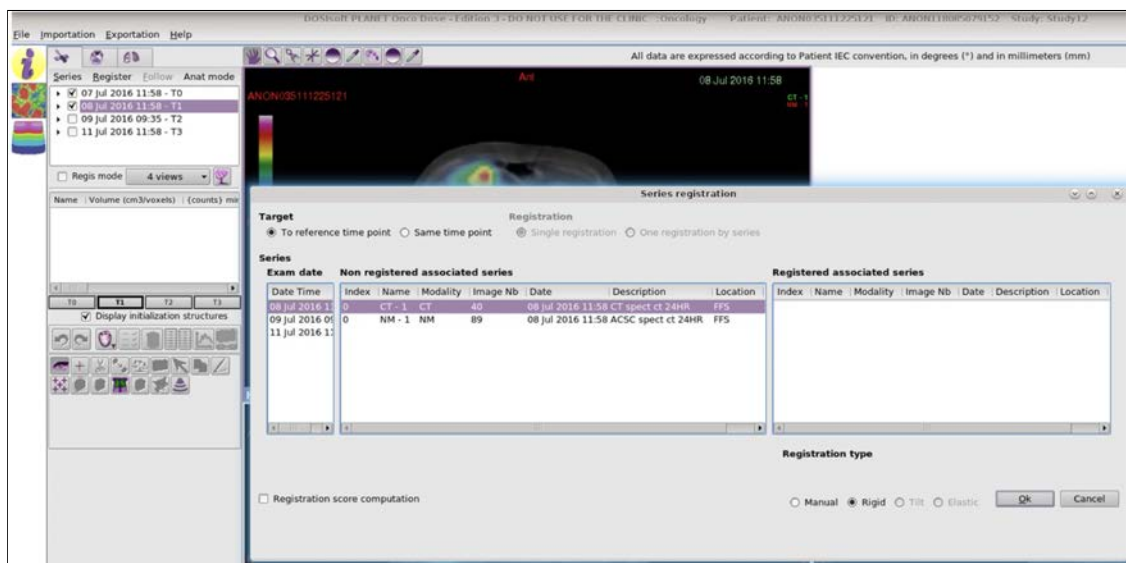 DOSIsoft PLANET Onco Dose - Edition 3 - DO NOT USE FOR THE CLINIC ::Oncology Patient: ANON035111225121 Study: Study12
File Importation Exportation Help
All data are expressed according to Patient IEC convention, in degrees (°) and in millimeters (mm)
Series Register Follow Anat mode
07 Jul 2016 11:58 - T0
08 Jul 2016 11:58 - T1
09 Jul 2016 09:35 - T2
11 Jul 2016 11:58 - T3
Ant
08 Jul 2016 11:58
ANON035111225121
CT - 1
NM - 1
Regis mode 4 views
Name Volume (cm3/voxels) {counts} mi
T0 T1 T2 T3
Display initialization structures
Series registration
Target Registration
To reference time point Same time point Single registration One registration by series
Series
Exam date Non registered associated series Registered associated series
Date Time Index Name Modality Image Nb Date Description Location Index Name Modality Image Nb Date Description Location
08 Jul 2016 11 0 CT - 1 CT 40 08 Jul 2016 11:58 CT spect ct 24HR FFS
09 Jul 2016 09 0 NM - 1 NM 89 08 Jul 2016 11:58 ACSC spect ct 24HR FFS
11 Jul 2016 11:
Registration type
Registration score computation
Manual Rigid Tilt Elastic Ok Cancel